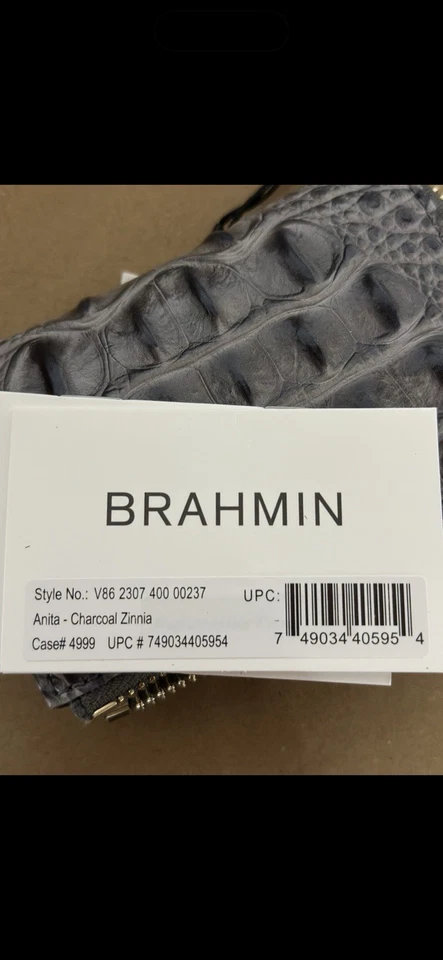 BRAHMIN
Style No.: V86 2307 400 00237 UPC:
Anita - Charcoal Zinnia
7 49034 40595 4
Case# 4999 UPC # 749034405954